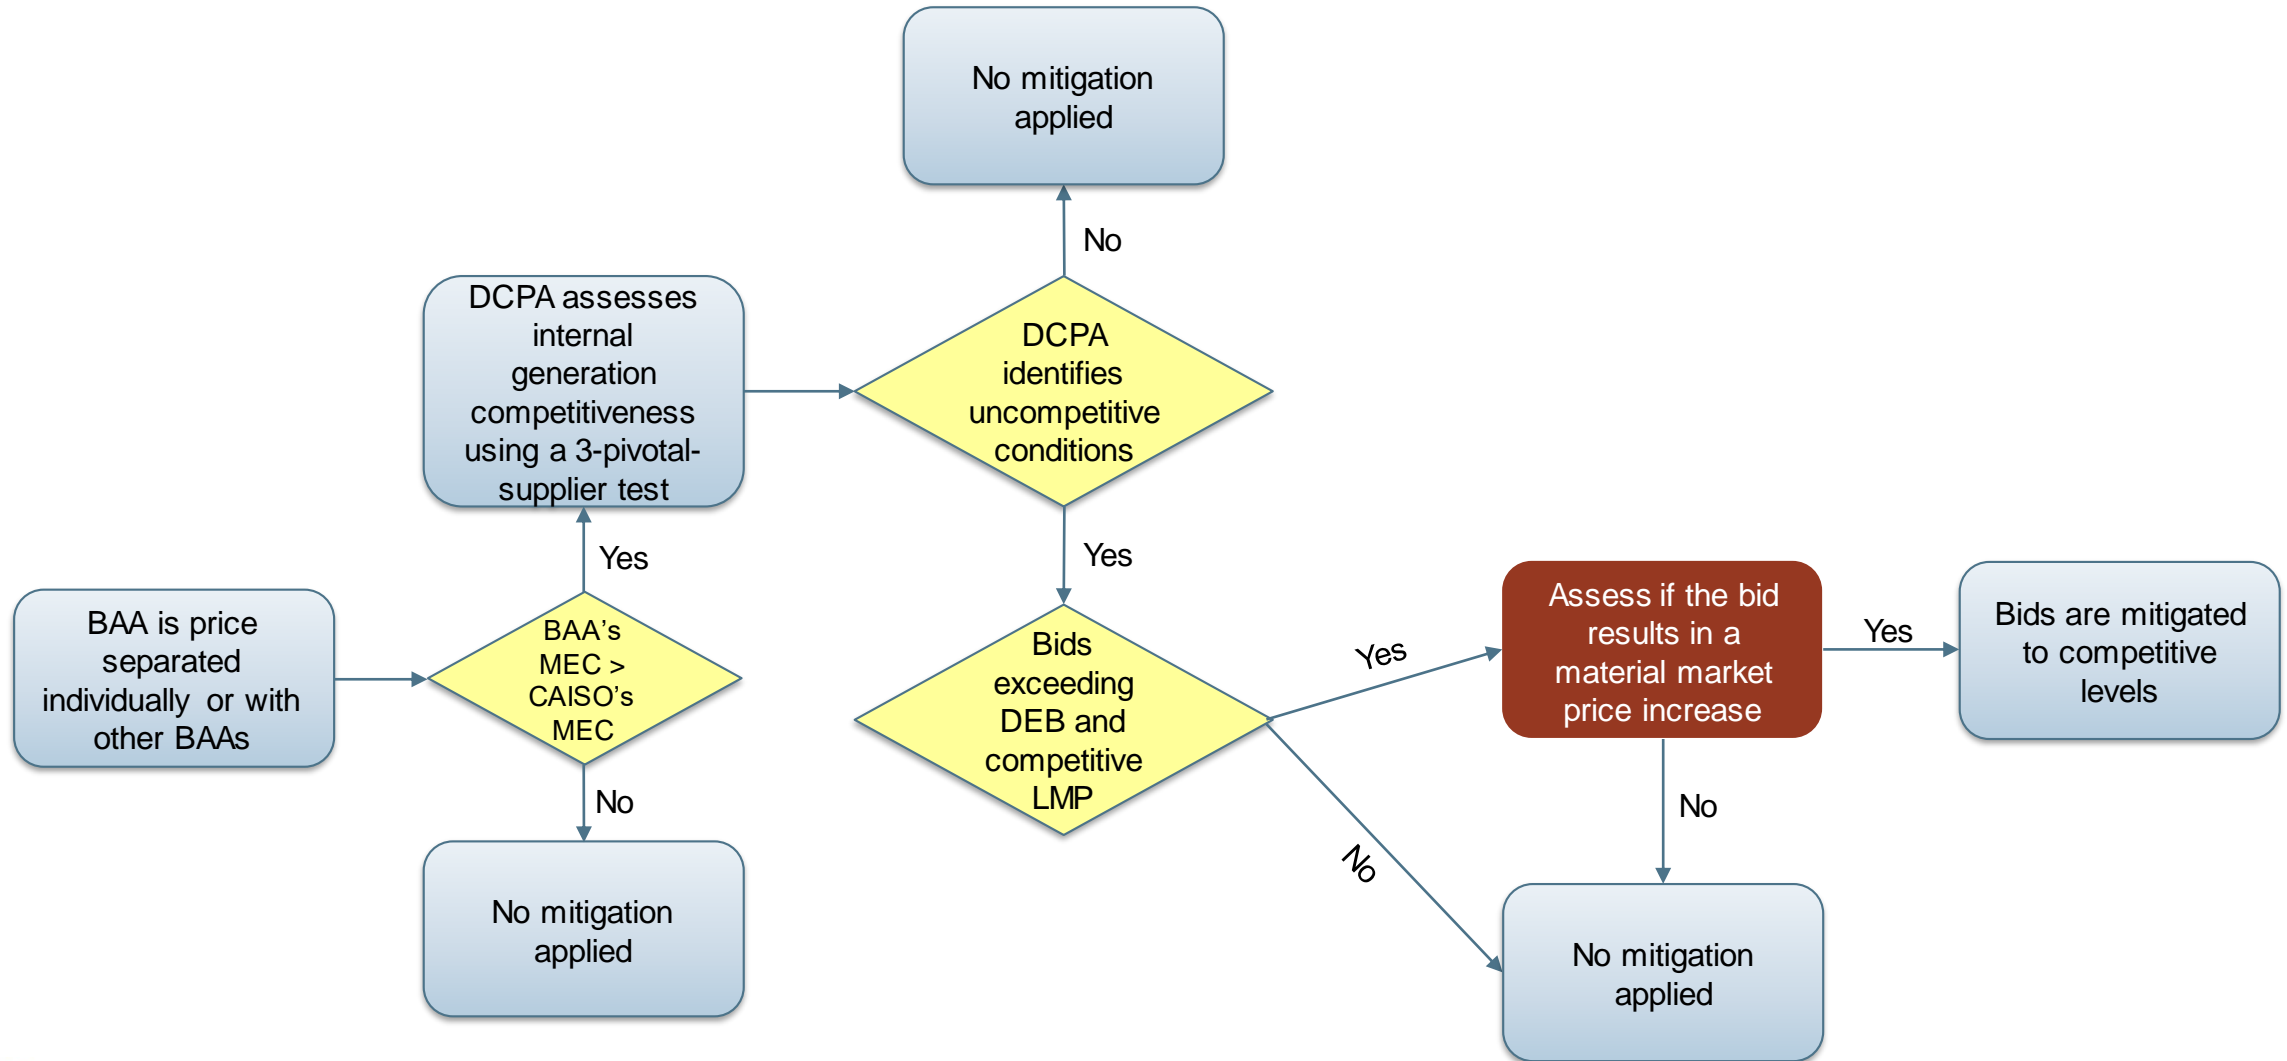 No mitigation
applied
No
DCPA assesses
internal
generation
competitiveness
using a 3-pivotal-
supplier test
DCPA
identifies
uncompetitive
conditions
Yes
Yes
BAA is price
separated
individually or with
other BAAs
BAA's
MEC >
CAISO's
MEC
No
No mitigation
applied
Bids
exceeding
DEB and
competitive
LMP
Yes
No
Assess if the bid
results in a
material market
price increase
Yes
Bids are mitigated
to competitive
levels
No
No mitigation
applied